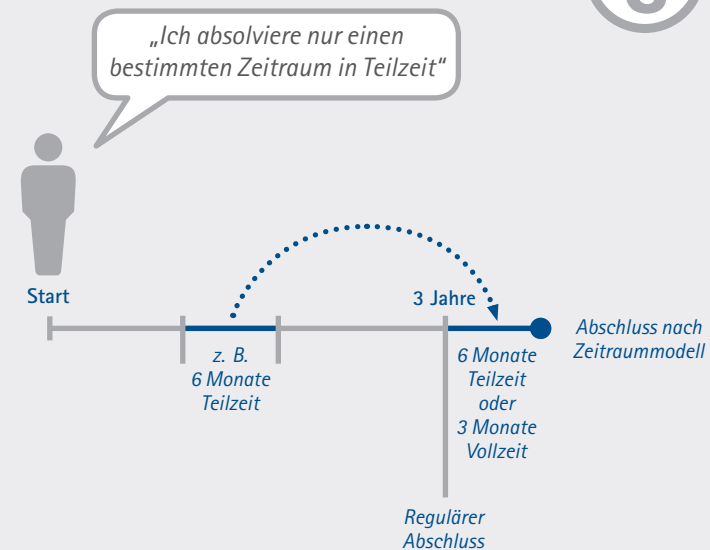 „Ich absolviere nur einen
bestimmten Zeitraum in Teilzeit“
Start
3 Jahre
z. B.
6 Monate
Teilzeit
6 Monate
Teilzeit
oder
3 Monate
Vollzeit
Abschluss nach
Zeitraummodell
Regulärer
Abschluss